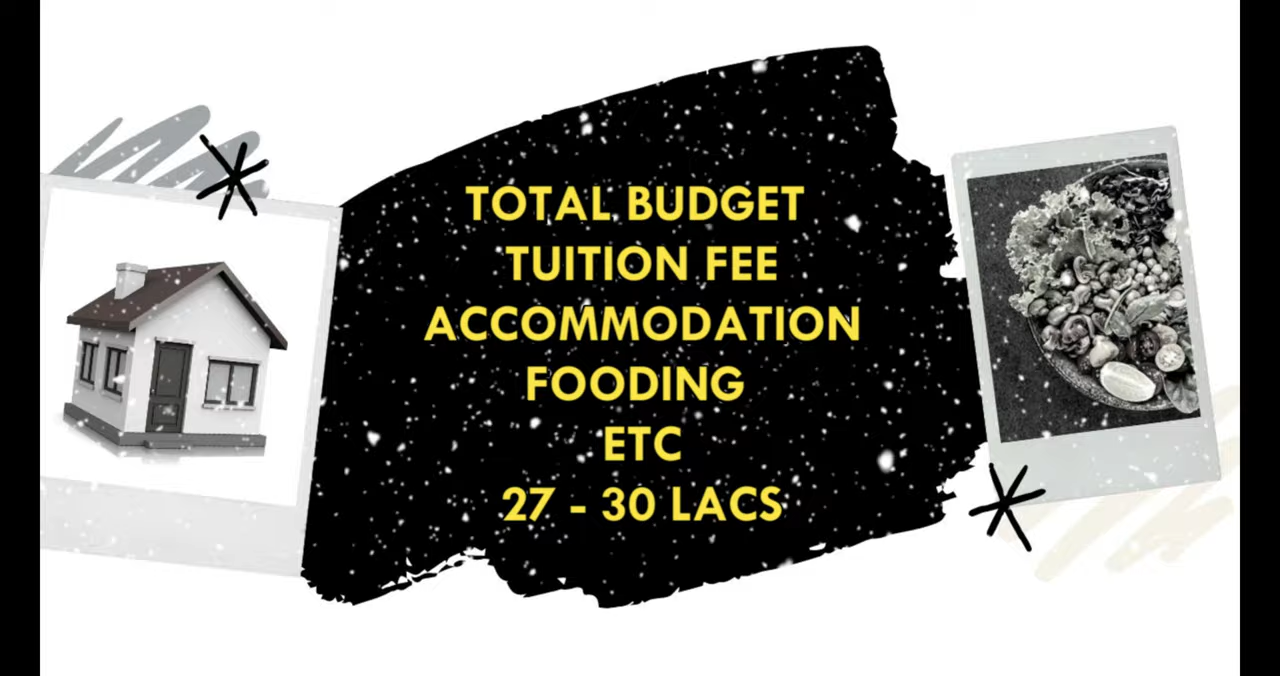 TOTAL BUDGET
TUITION FEE
ACCOMMODATION
FOODING
ETC
27 - 30 LACS